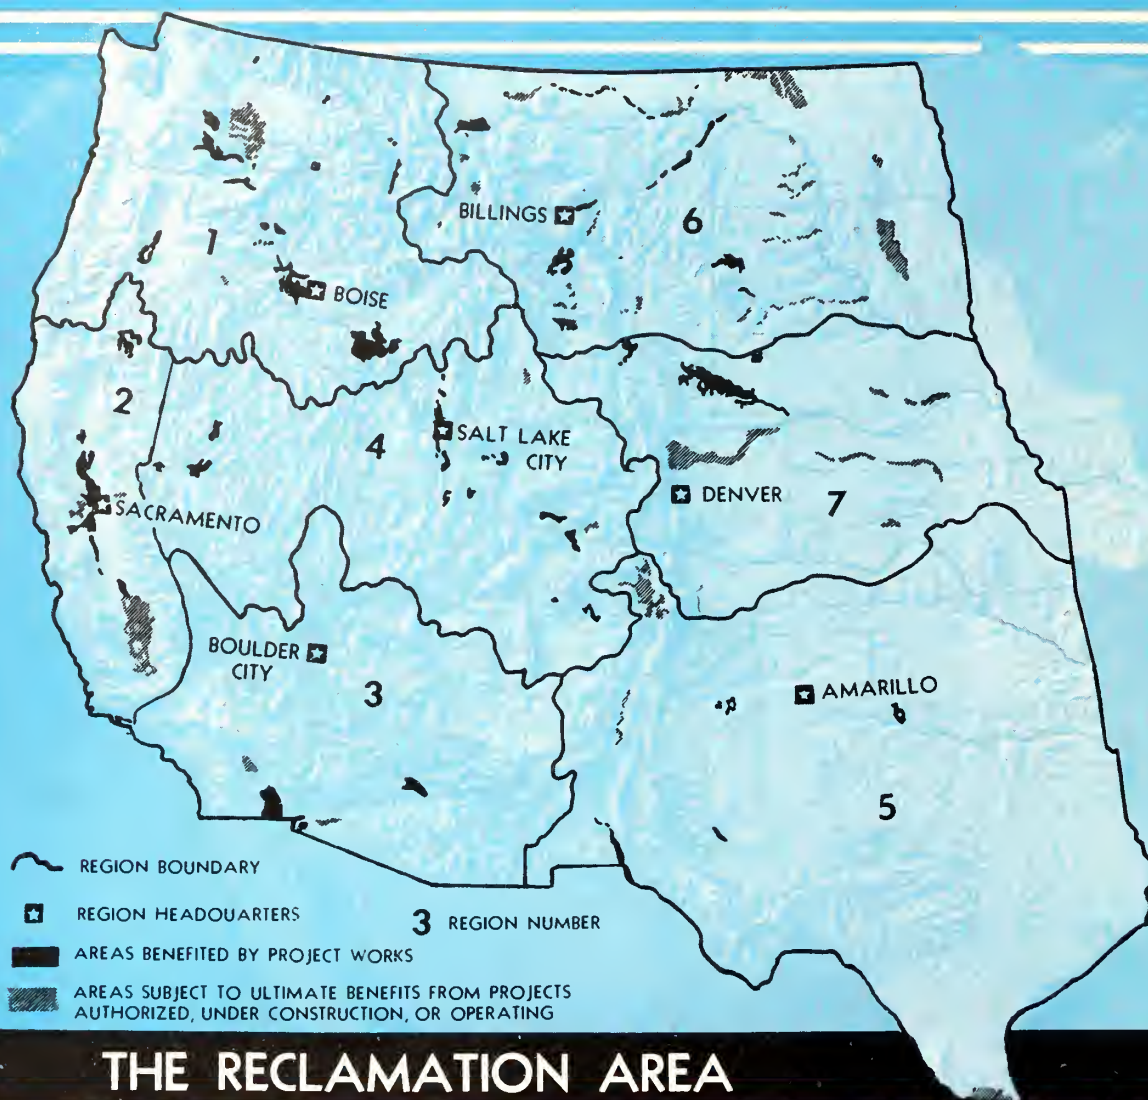 BILLINGS
6
1
BOISE
2
4
SALT LAKE
CITY
SACRAMENTO
DENVER
7
BOULDER
CITY
3
AMARILLO
5
REGION BOUNDARY
REGION HEADQUARTERS
3 REGION NUMBER
AREAS BENEFITED BY PROJECT WORKS
AREAS SUBJECT TO ULTIMATE BENEFITS FROM PROJECTS
AUTHORIZED, UNDER CONSTRUCTION, OR OPERATING
THE RECLAMATION AREA